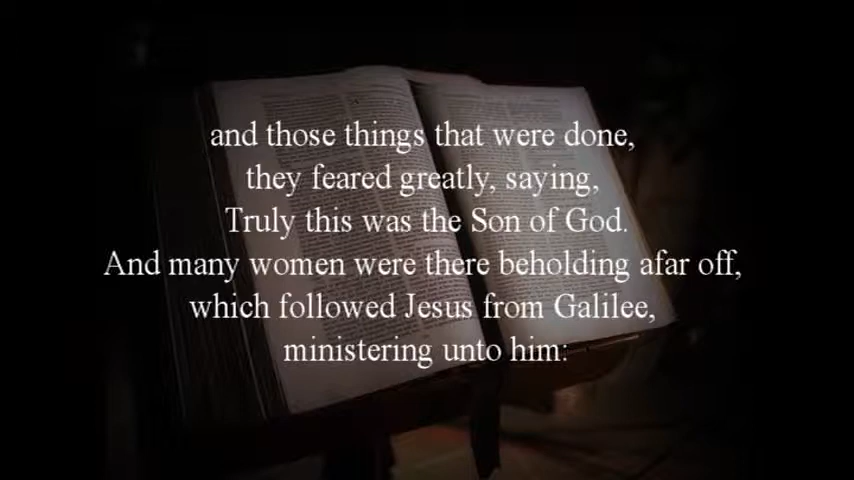 and those things that were done,
they feared greatly, saying,
Truly this was the Son of God.
And many women were there beholding afar off,
which followed Jesus from Galilee,
ministering unto him: